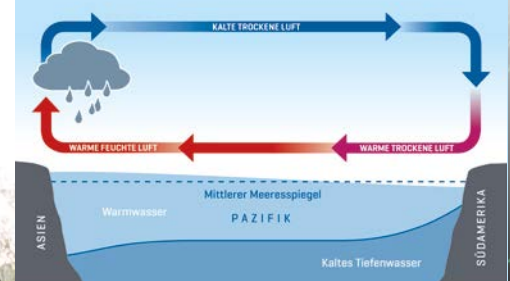 KALTE TROCKENE LUFT
WARME FEUCHTE LUFT
WARME TROCKENE LUFT
Mittlerer Meeresspiegel
Warmwasser
PAZIFIK
ASIEN
SÜDAMERIKA
Kaltes Tiefenwasser